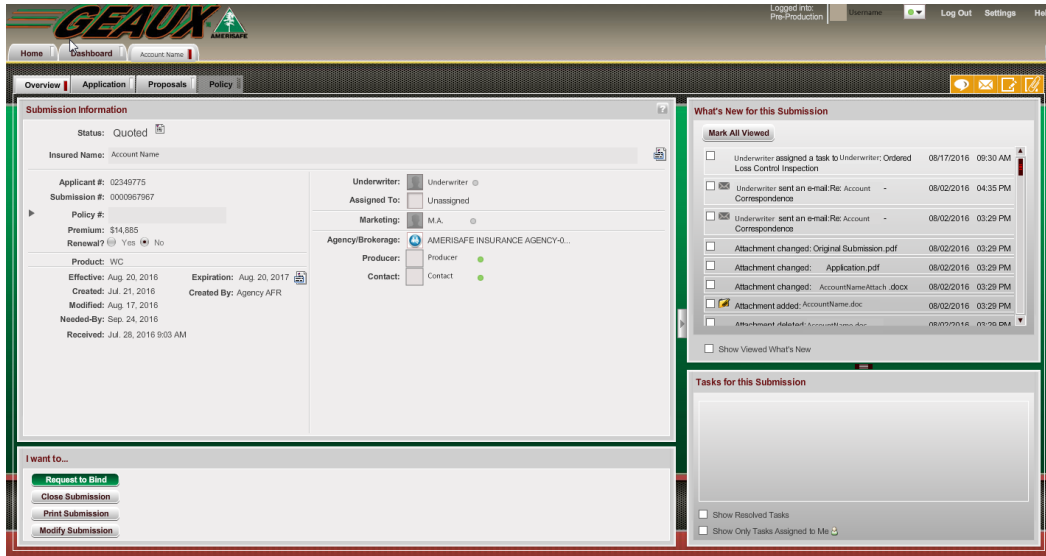 GEAUX
AMERISAFE
Logged into:
Pre-Production
Username
Log Out Settings
Home Dashboard Account Name
Overview Application Proposals Policy
Submission Information
Status: Quoted
Insured Name: Account Name
Applicant #: 02349775
Submission #: 0000967967
Policy #:
Premium: $14,885
Renewal? Yes No
Product: WC
Effective: Aug. 20, 2016 Expiration: Aug. 20, 2017
Created: Jul. 21, 2016 Created By: Agency AFR
Modified: Aug. 17, 2016
Needed-By: Sep. 24, 2016
Received: Jul. 28, 2016 9:03 AM
Underwriter: Underwriter
Assigned To: Unassigned
Marketing: M.A.
Agency/Brokerage: AMERISAFE INSURANCE AGENCY-0...
Producer: Producer
Contact: Contact
I want to...
Request to Bind
Close Submission
Print Submission
Modify Submission
What's New for this Submission
Mark All Viewed
Underwriter assigned a task to Underwriter: Ordered 08/17/2016 09:30 AM
Loss Control Inspection
Underwriter sent an e-mail:Re: Account - 08/02/2016 04:35 PM
Correspondence
Underwriter sent an e-mail:Re: Account - 08/02/2016 03:29 PM
Correspondence
Attachment changed: Original Submission.pdf 08/02/2016 03:29 PM
Attachment changed: Application.pdf 08/02/2016 03:29 PM
Attachment changed: AccountNameAttach .docx 08/02/2016 03:29 PM
Attachment added: AccountName.doc 08/02/2016 03:29 PM
Attachment deleted: AccountName.doc 08/02/2016 03:29 PM
Show Viewed What's New
Tasks for this Submission
Show Resolved Tasks
Show Only Tasks Assigned to Me